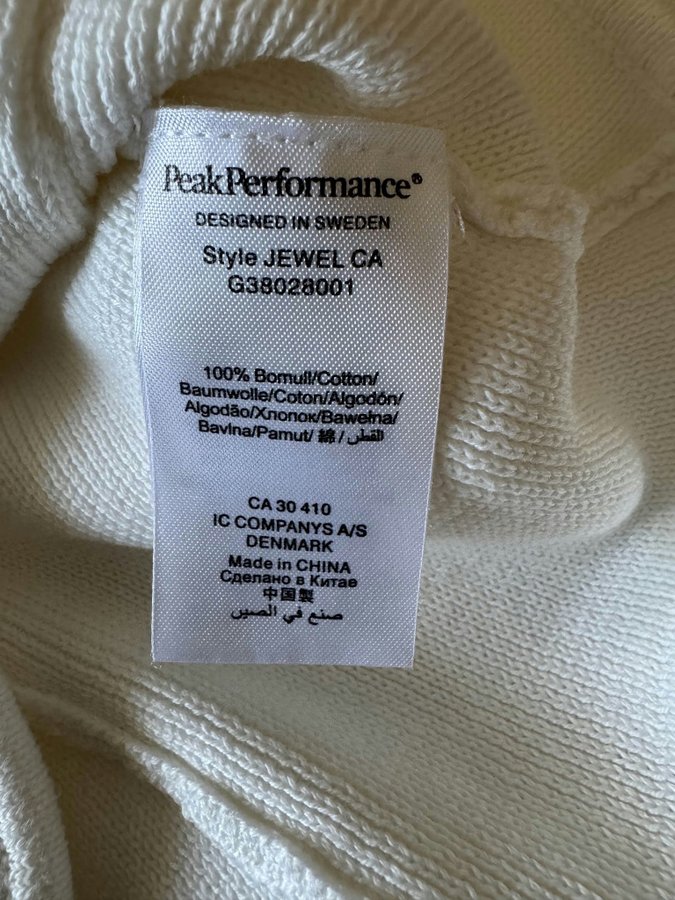 PeakPerformance®
DESIGNED IN SWEDEN
Style JEWEL CA
G38028001
100% Bomull/Cotton/
Baumwolle/Coton/Algodón/
Algodão/Хлопок/Bawełna/
Bavlna/Pamut/ 綿 / القطن/
CA 30 410
IC COMPANYS A/S
DENMARK
Made in CHINA
Сделано в Китае
中国製
صنع في الصين